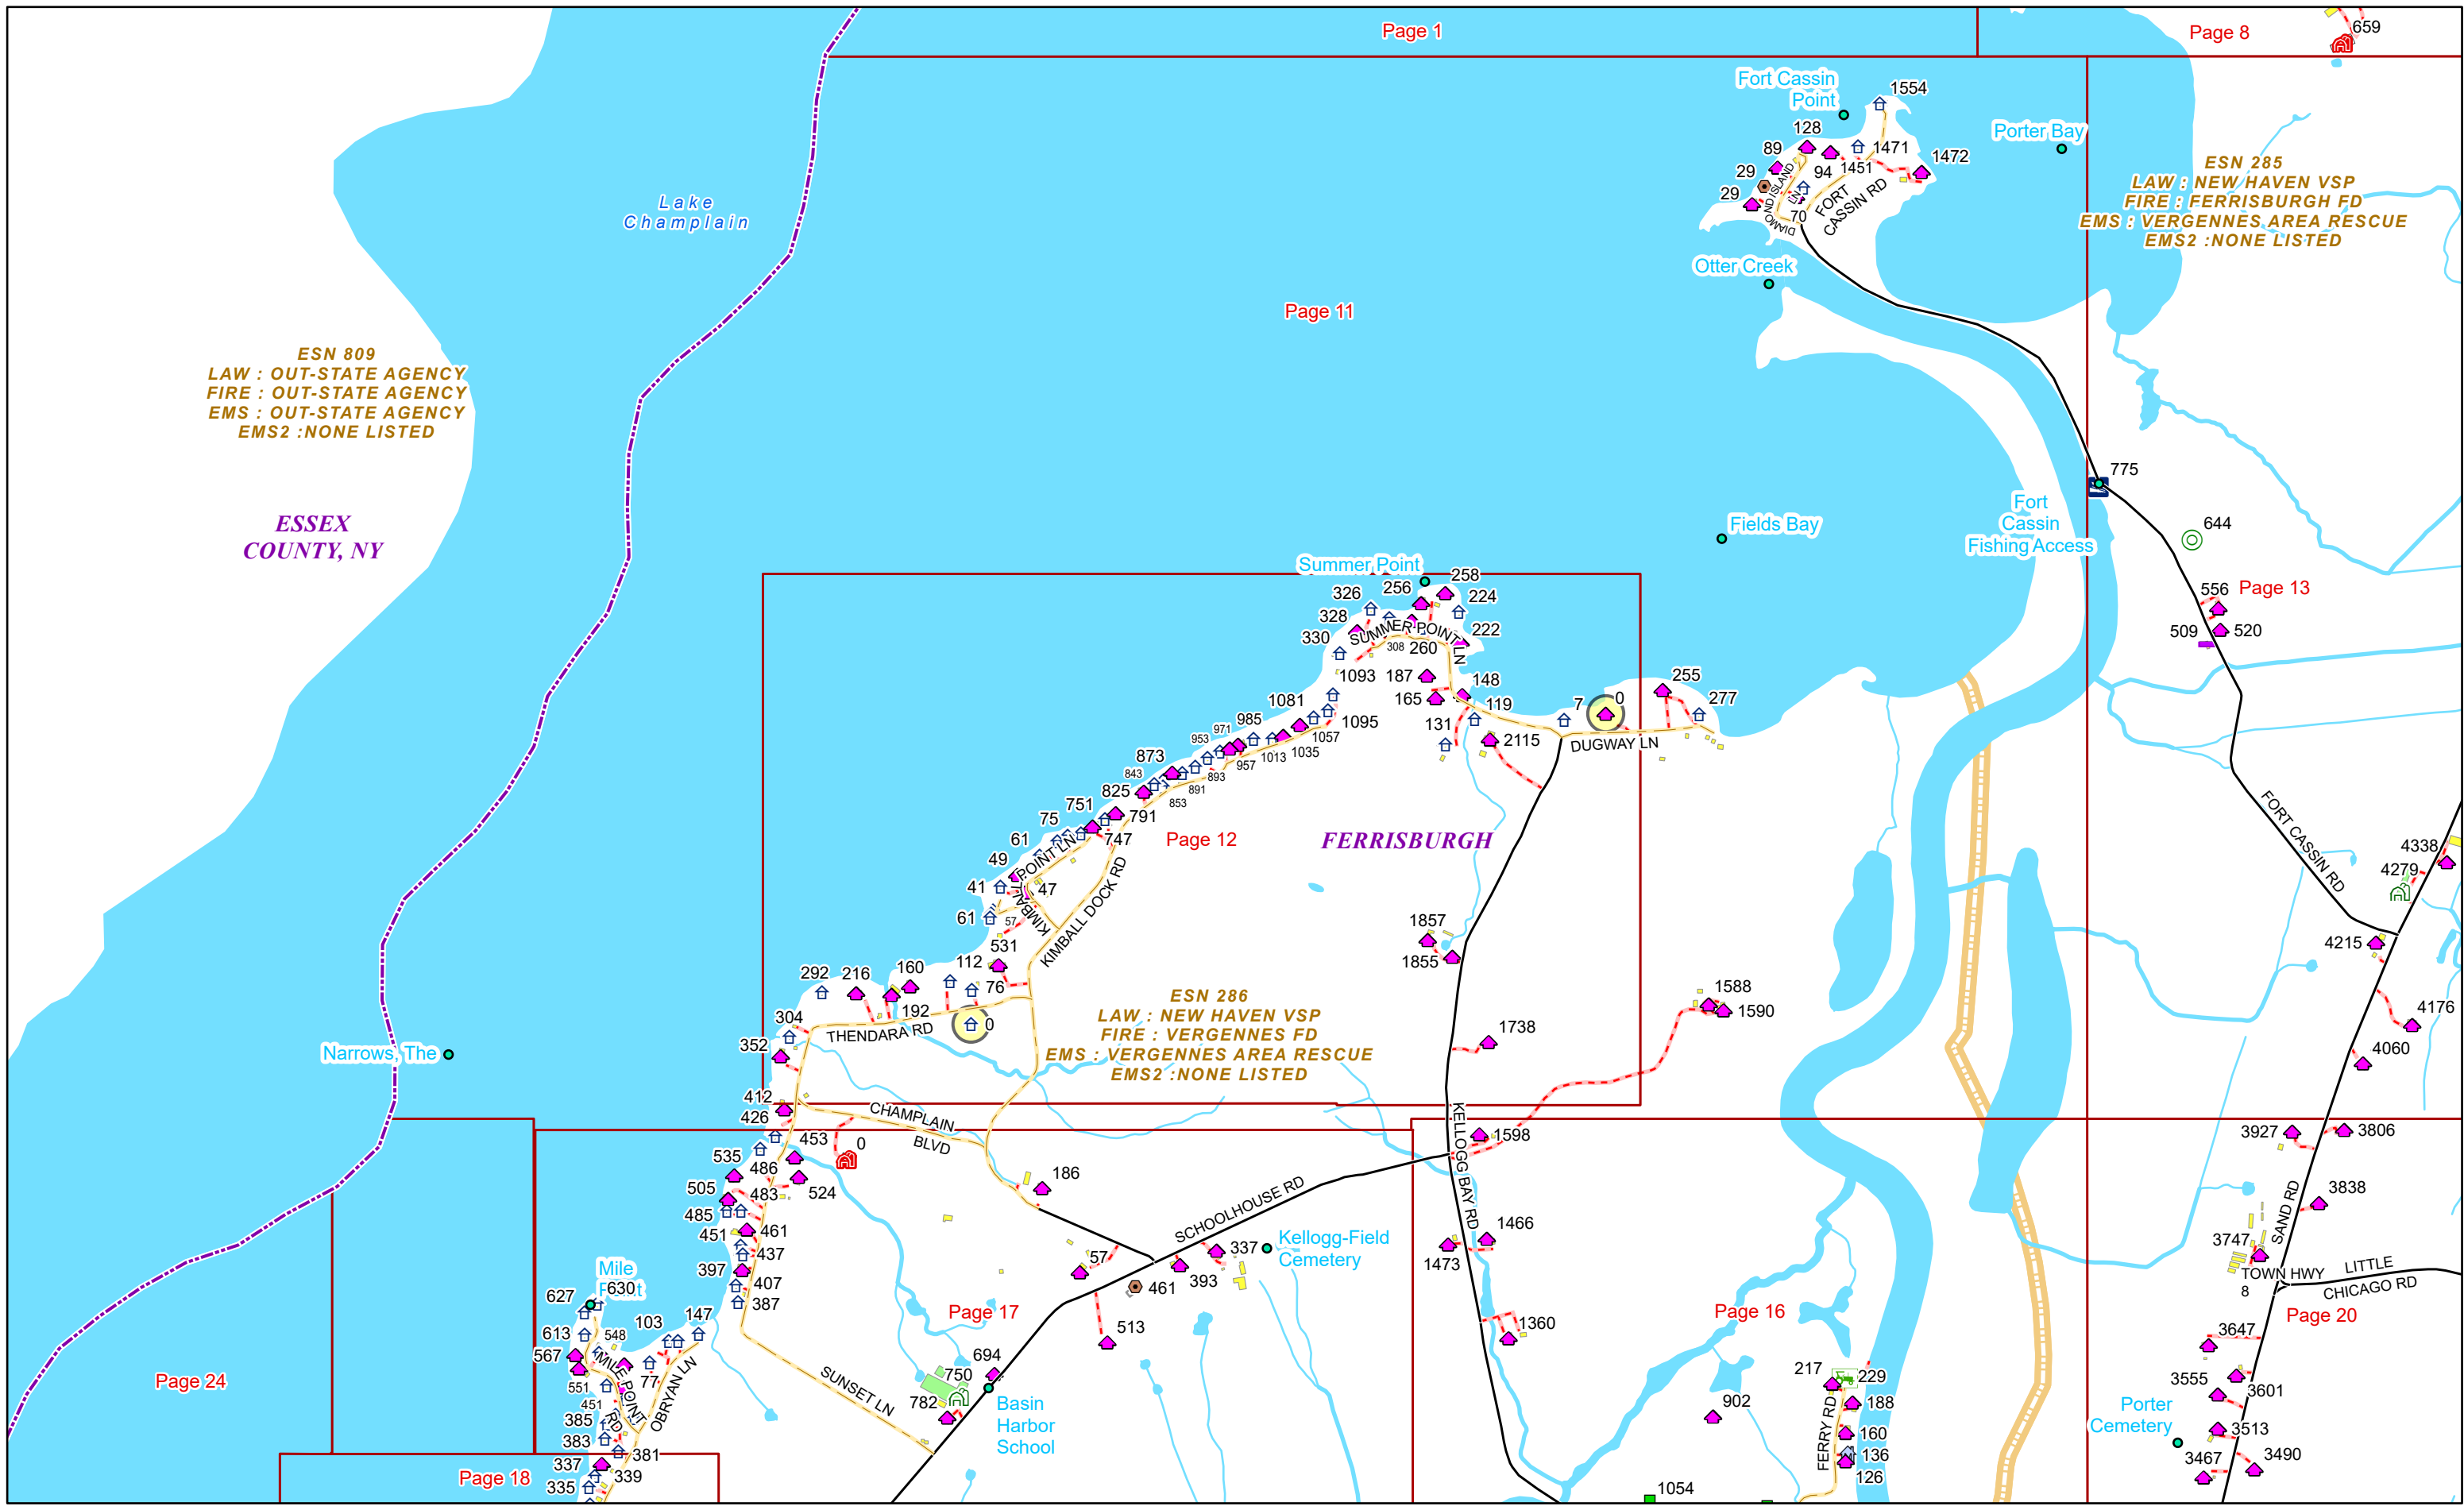 Page 1
Page 8
659
Fort Cassin
Point
1554
128
89
1471
1472
29
94
1451
29
70
DIAMOND ISLAND
LN
FORT
CASSIN RD
Porter Bay
ESN 285
LAW : NEW HAVEN VSP
FIRE : FERRISBURGH FD
EMS : VERGENNES AREA RESCUE
EMS2 :NONE LISTED
Lake
Champlain
Otter Creek
Page 11
ESN 809
LAW : OUT-STATE AGENCY
FIRE : OUT-STATE AGENCY
EMS : OUT-STATE AGENCY
EMS2 :NONE LISTED
ESSEX
COUNTY, NY
775
Fort
Cassin
Fishing Access
644
Fields Bay
Summer Point
556
Page 13
509
520
326
256
258
224
328
330
SUMMER POINT
LN
222
308
260
1093
187
148
165
119
131
7
0
255
277
DUGWAY LN
2115
1081
1095
985
971
953
1057
1035
1013
957
873
843
893
891
853
825
751
791
747
75
61
49
POINT LN
41
47
KIMBALL
61
57
KIMBALL DOCK RD
Page 12
FERRISBURGH
FORT CASSIN RD
4338
4279
4215
4176
4060
531
112
76
160
216
292
192
0
304
THENDARA RD
352
1857
1855
1588
1590
1738
ESN 286
LAW : NEW HAVEN VSP
FIRE : VERGENNES FD
EMS : VERGENNES AREA RESCUE
EMS2 :NONE LISTED
Narrows, The
412
426
CHAMPLAIN
BLVD
453
0
535
486
505
483
524
485
451
461
437
397
407
387
186
SCHOOLHOUSE RD
KELLOGG BAY RD
1598
57
337
Kellogg-Field
Cemetery
393
461
513
1466
1473
1360
3927
3806
3838
SAND RD
3747
TOWN HWY
8
LITTLE
CHICAGO RD
Page 20
Mile
630
627
613
548
567
551
103
147
77
MILE POINT
RD
OBRYAN LN
451
385
383
381
337
339
335
Page 17
SUNSET LN
694
750
782
Basin
Harbor
School
Page 24
Page 18
Page 16
217
229
188
902
160
136
126
FERRY RD
1054
3647
3555
3601
Porter
Cemetery
3513
3467
3490